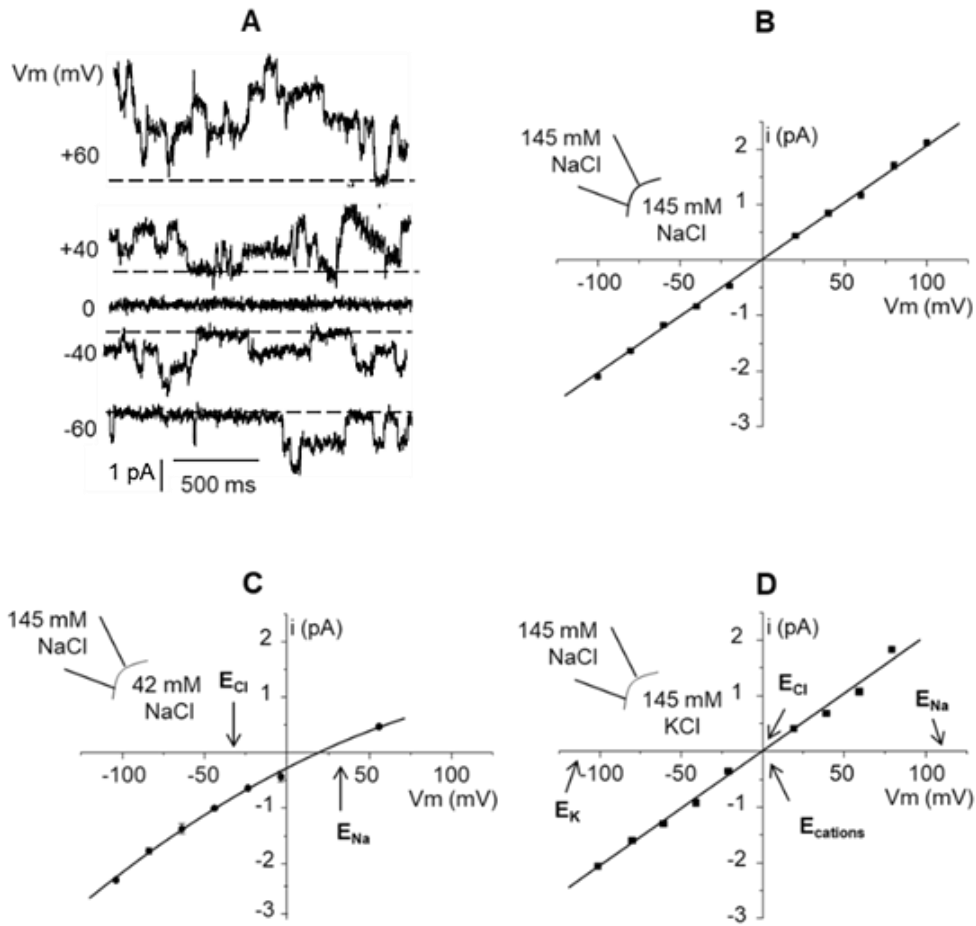 A
Vm (mV)
+60
+40
0
-40
-60
1 pA
500 ms
B
i (pA)
2
1
-1
-2
-3
-100
-50
50
100
Vm (mV)
145 mM
NaCl
145 mM
NaCl
C
i (pA)
2
1
-1
-2
-3
-100
-50
50
100
Vm (mV)
145 mM
NaCl
42 mM
NaCl
ECl
ENa
D
i (pA)
2
1
-1
-2
-3
-100
-50
50
100
Vm (mV)
145 mM
NaCl
145 mM
KCl
ECl
ENa
EK
Ecations